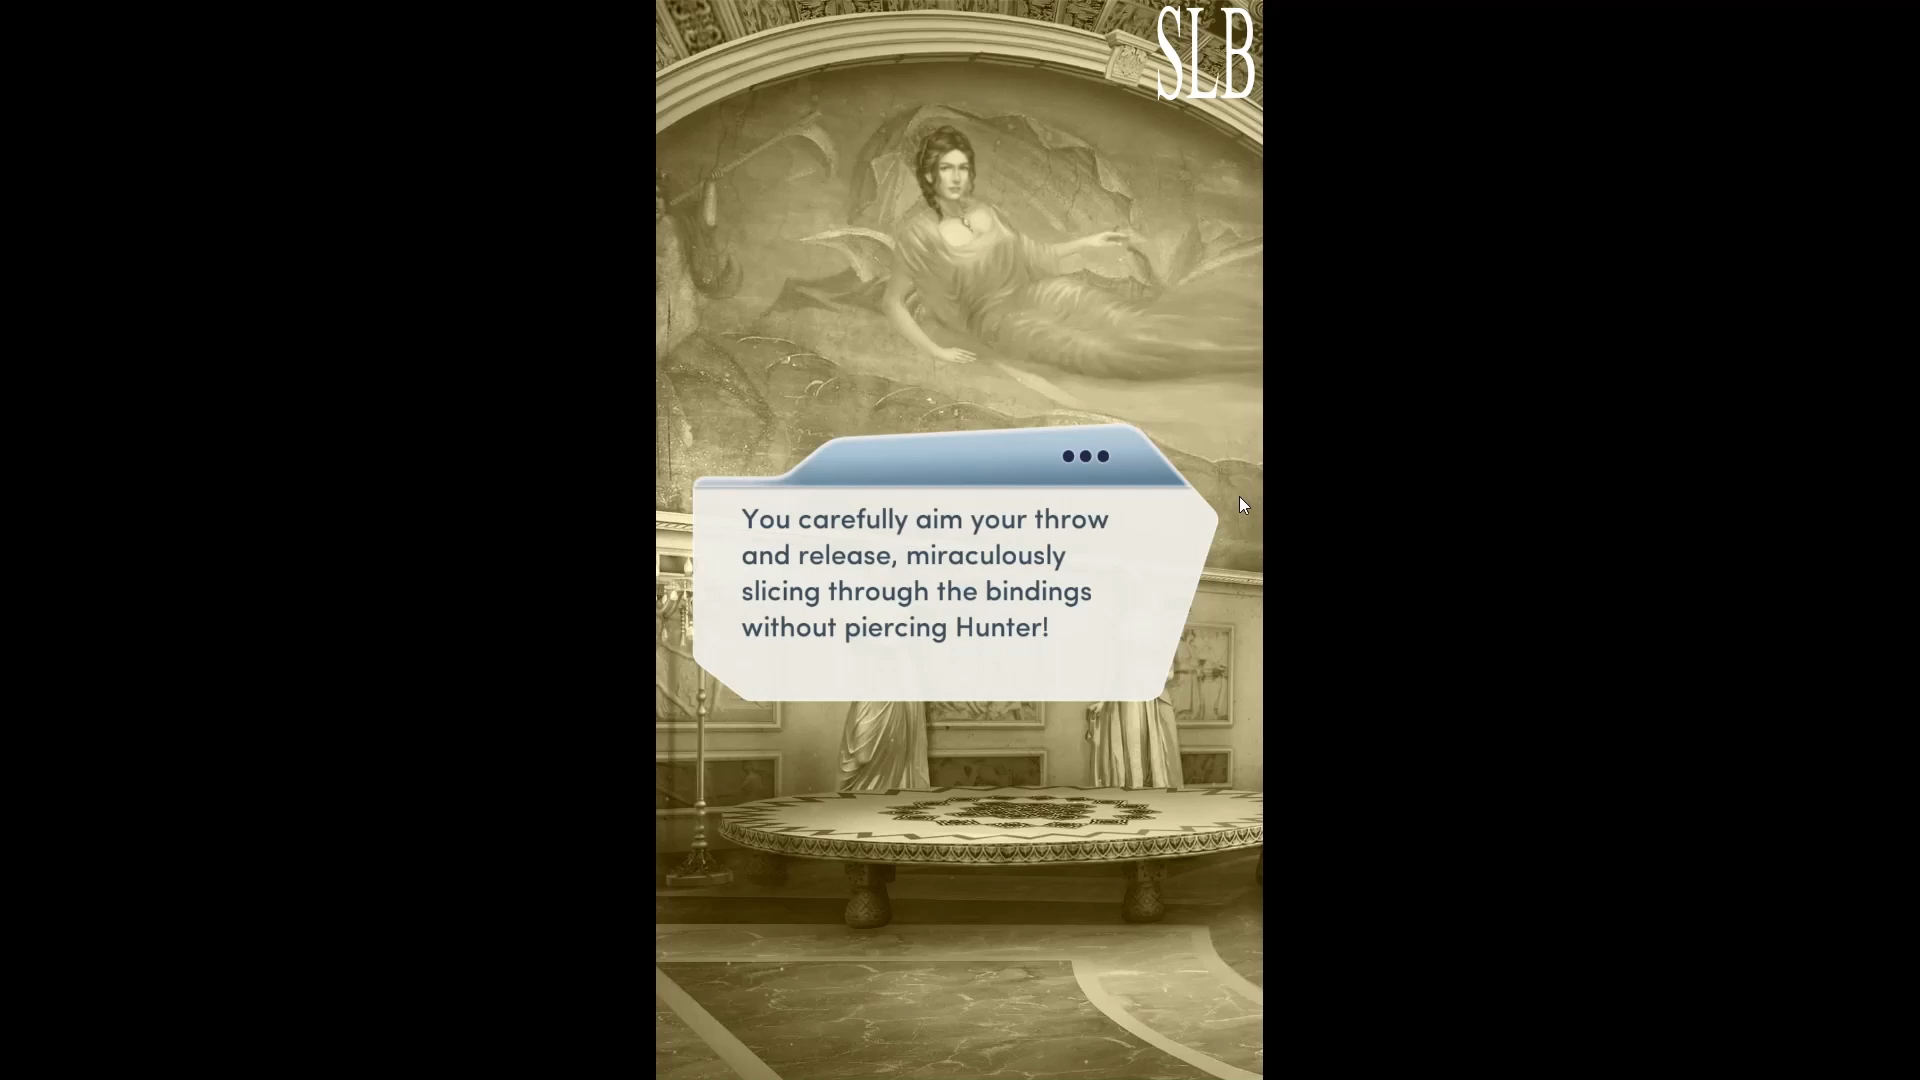 SLB
You carefully aim your throw
and release, miraculously
slicing through the bindings
without piercing Hunter!